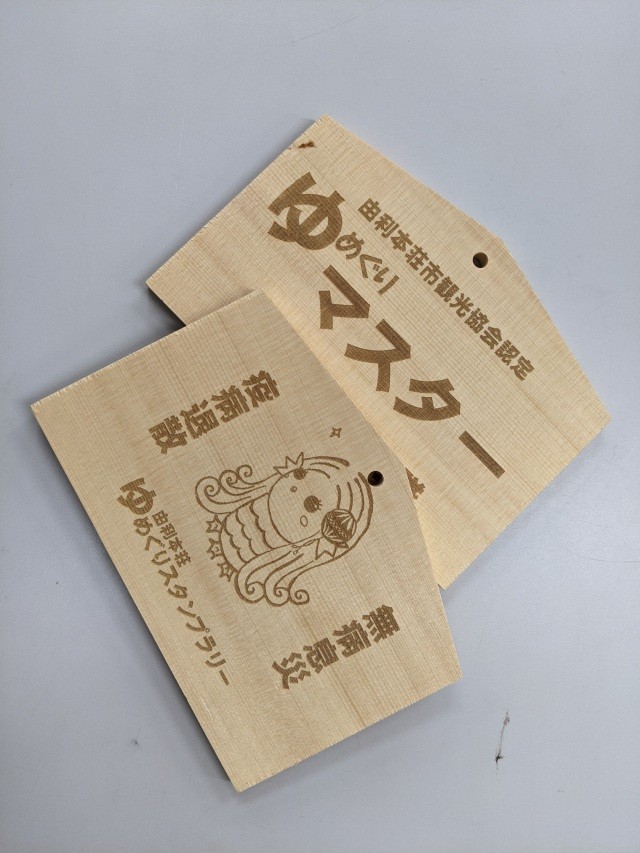 由利本荘市観光協会認定
ゆめぐり
マスター
疫病退散
無病息災
由利本荘
ゆめぐりスタンプラリー